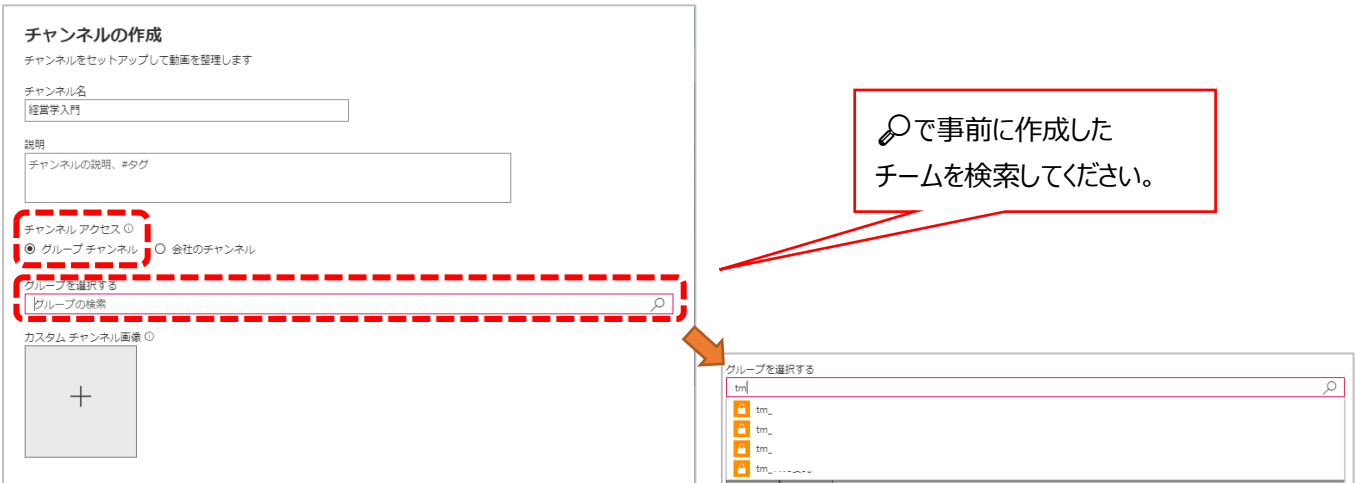 チャンネルの作成
チャンネルをセットアップして動画を整理します
チャンネル名
経営学入門
説明
チャンネルの説明、#タグ
チャンネル アクセス
グループ チャンネル 会社のチャンネル
グループを選択する
グループの検索
カスタム チャンネル画像
で事前に作成した
チームを検索してください。
グループを選択する
tm
tm_
tm_
tm_
tm_